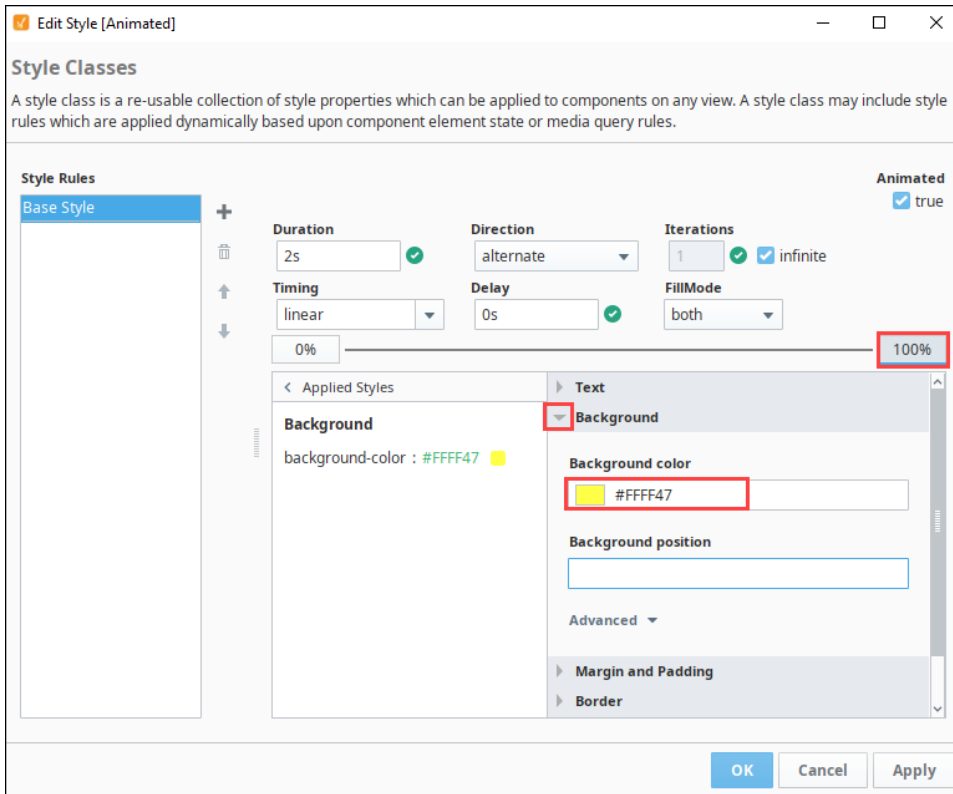 Edit Style [Animated]
Style Classes
A style class is a re-usable collection of style properties which can be applied to components on any view. A style class may include style
rules which are applied dynamically based upon component element state or media query rules.
Style Rules
Animated
Base Style
true
Duration
Direction
Iterations
2s
alternate
1
infinite
Timing
Delay
FillMode
linear
0s
both
0%
100%
< Applied Styles
Text
Background
Background
background-color : #FFFF47
Background color
#FFFF47
Background position
Advanced
Margin and Padding
Border
OK
Cancel
Apply